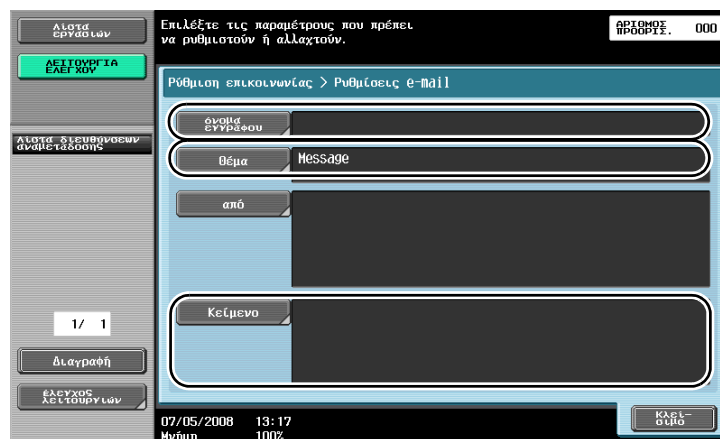 Λίστα
εργασιών
Επιλέξτε τις παραμέτρους που πρέπει
να ρυθμιστούν ή αλλαχτούν.
ΑΡΙΘΜΟΣ
ΠΡΟΟΡΙΣ.
000
ΛΕΙΤΟΥΡΓΙΑ
ΕΛΕΓΧΟΥ
Ρύθμιση επικοινωνίας > Ρυθμίσεις e-mail
όνομα
εγγράφου
Λίστα διευθύνσεων
αναμετάδοσης
θέμα
Message
από
Κείμενο
1/ 1
Διαγραφή
έλεγχος
λειτουργιών
Κλεί-
σιμο
07/05/2008 13:17
Μνήμη 100%